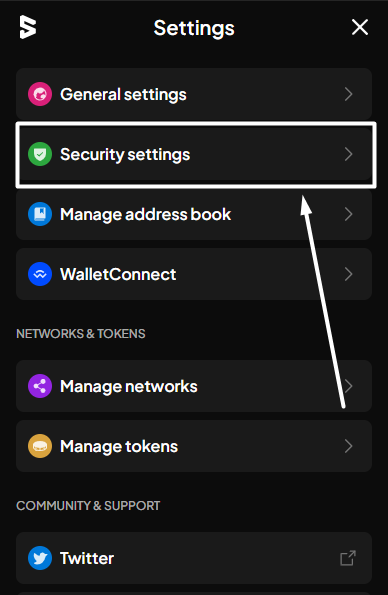 Settings
General settings
Security settings
Manage address book
WalletConnect
NETWORKS & TOKENS
Manage networks
Manage tokens
COMMUNITY & SUPPORT
Twitter